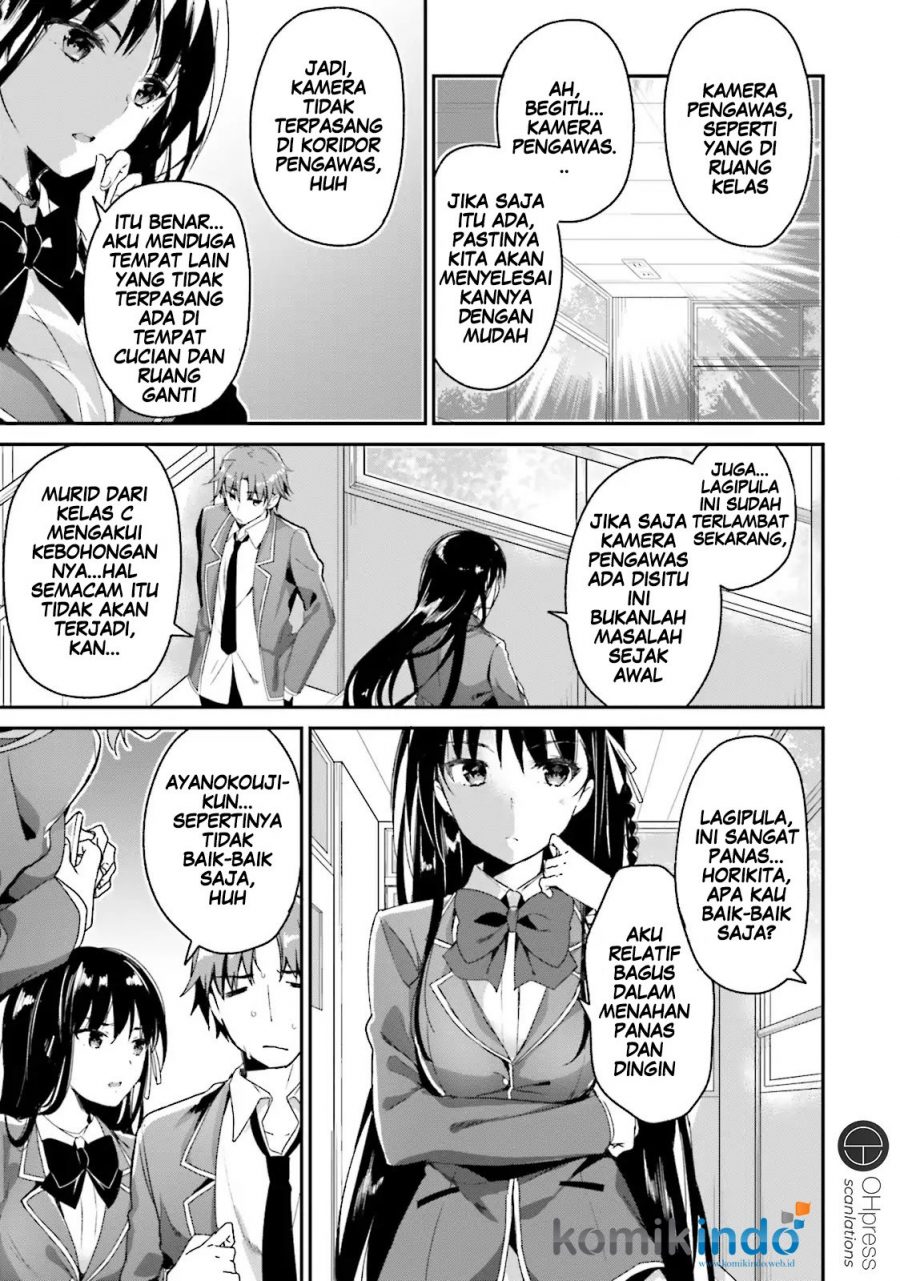 KAMERA
PENGAWAS,
SEPERTI
YANG DI
RUANG
KELAS
AH,
BEGITU...
KAMERA
PENGAWAS.
..
JIKA SAJA
ITU ADA,
PASTINYA
KITA AKAN
MENYELESAI
KANNYA
DENGAN
MUDAH
JADI,
KAMERA
TIDAK
TERPASANG
DI KORIDOR
PENGAWAS,
HUH
ITU BENAR...
AKU MENDUGA
TEMPAT LAIN
YANG TIDAK
TERPASANG
ADA DI
TEMPAT
CUCIAN DAN
RUANG
GANTI
JUGA...
LAGIPULA
INI SUDAH
TERLAMBAT
SEKARANG,
JIKA SAJA
KAMERA
PENGAWAS
ADA DISITU
INI
BUKANLAH
MASALAH
SEJAK
AWAL
MURID DARI
KELAS C
MENGAKUI
KEBOHONGAN
NYA...HAL
SEMACAM ITU
TIDAK AKAN
TERJADI,
KAN...
LAGIPULA,
INI SANGAT
PANAS...
HORIKITA,
APA KAU
BAIK-BAIK
SAJA?
AKU
RELATIF
BAGUS
DALAM
MENAHAN
PANAS
DAN
DINGIN
AYANOKOUJI-
KUN...
SEPERTINYA
TIDAK
BAIK-BAIK
SAJA,
HUH
OHpress
scanlations
komikindo
www.komikindo.web.id